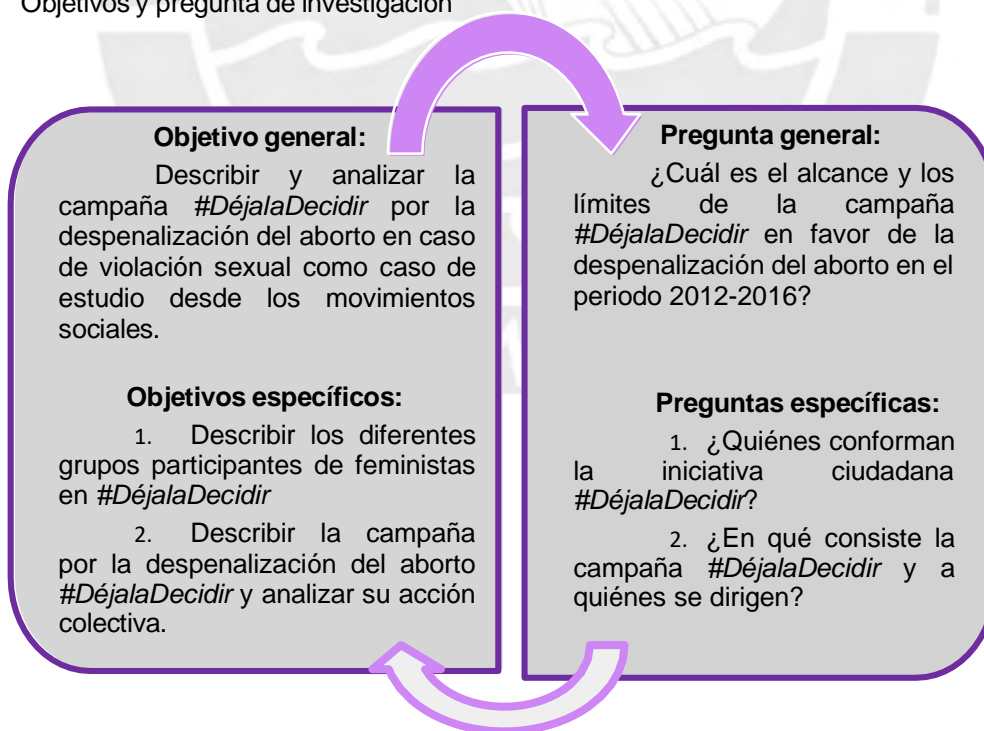 Objetivos y pregunta de investigación
Objetivo general:
Describir y analizar la
campaña #DéjalaDecidir por la
despenalización del aborto en caso
de violación sexual como caso de
estudio desde los movimientos
sociales.
Objetivos específicos:
1. Describir los diferentes
grupos participantes de feministas
en #DéjalaDecidir
2. Describir la campaña
por la despenalización del aborto
#DéjalaDecidir y analizar su acción
colectiva.
Pregunta general:
¿Cuál es el alcance y los
límites de la campaña
#DéjalaDecidir en favor de la
despenalización del aborto en el
periodo 2012-2016?
Preguntas específicas:
1. ¿Quiénes conforman
la iniciativa ciudadana
#DéjalaDecidir?
2. ¿En qué consiste la
campaña #DéjalaDecidir y a
quiénes se dirigen?